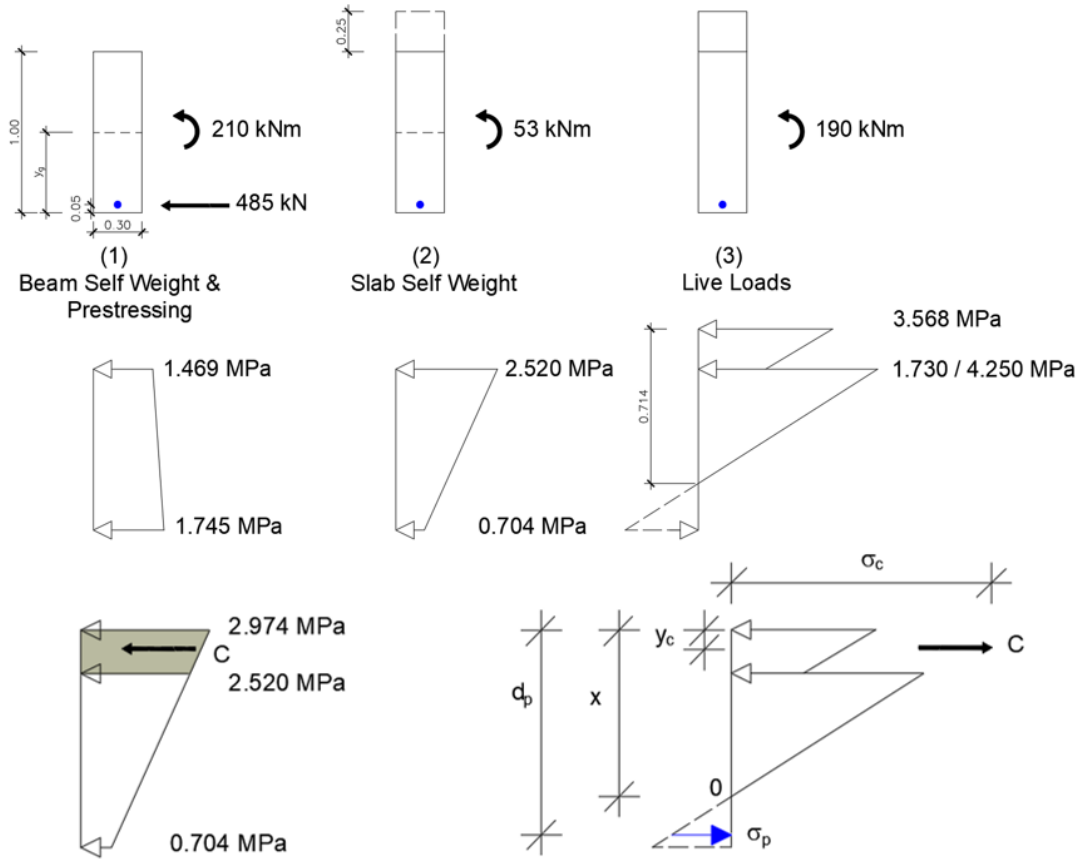 0.25
1.00
210 kNm
53 kNm
190 kNm
yg
0.05
485 kN
0.30
(1)
(2)
(3)
Beam Self Weight &
Prestressing
Slab Self Weight
Live Loads
3.568 MPa
1.469 MPa
2.520 MPa
1.730 / 4.250 MPa
0.714
1.745 MPa
0.704 MPa
σc
2.974 MPa
C
2.520 MPa
yc
C
dp
x
0
0.704 MPa
σp